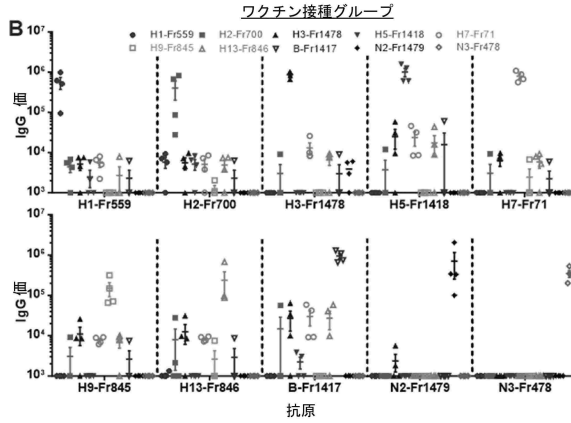 ワクチン接種グループ
B
H1-Fr559 H2-Fr700 H3-Fr1478 H5-Fr1418 H7-Fr71
H9-Fr845 H13-Fr846 B-Fr1417 N2-Fr1479 N3-Fr478
IgG 価
10⁷
10⁶
10⁵
10⁴
10³
H1-Fr559 H2-Fr700 H3-Fr1478 H5-Fr1418 H7-Fr71
IgG 価
10⁷
10⁶
10⁵
10⁴
10³
H9-Fr845 H13-Fr846 B-Fr1417 N2-Fr1479 N3-Fr478
抗原